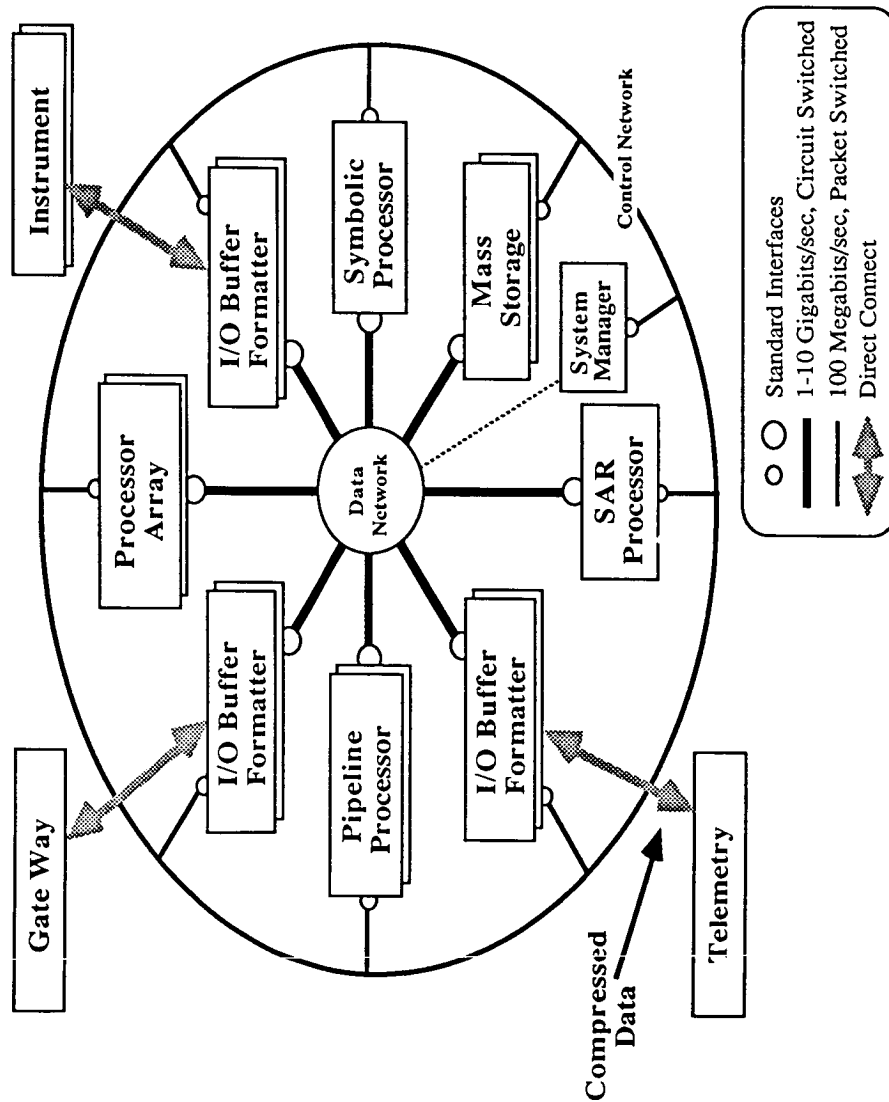 Gate Way
Instrument
I/O Buffer
Formatter
Processor
Array
I/O Buffer
Formatter
Pipeline
Processor
Data
Network
Symbolic
Processor
I/O Buffer
Formatter
SAR
Processor
System
Manager
Mass
Storage
Control Network
Compressed
Data
Telemetry
Standard Interfaces
1-10 Gigabits/sec, Circuit Switched
100 Megabits/sec, Packet Switched
Direct Connect